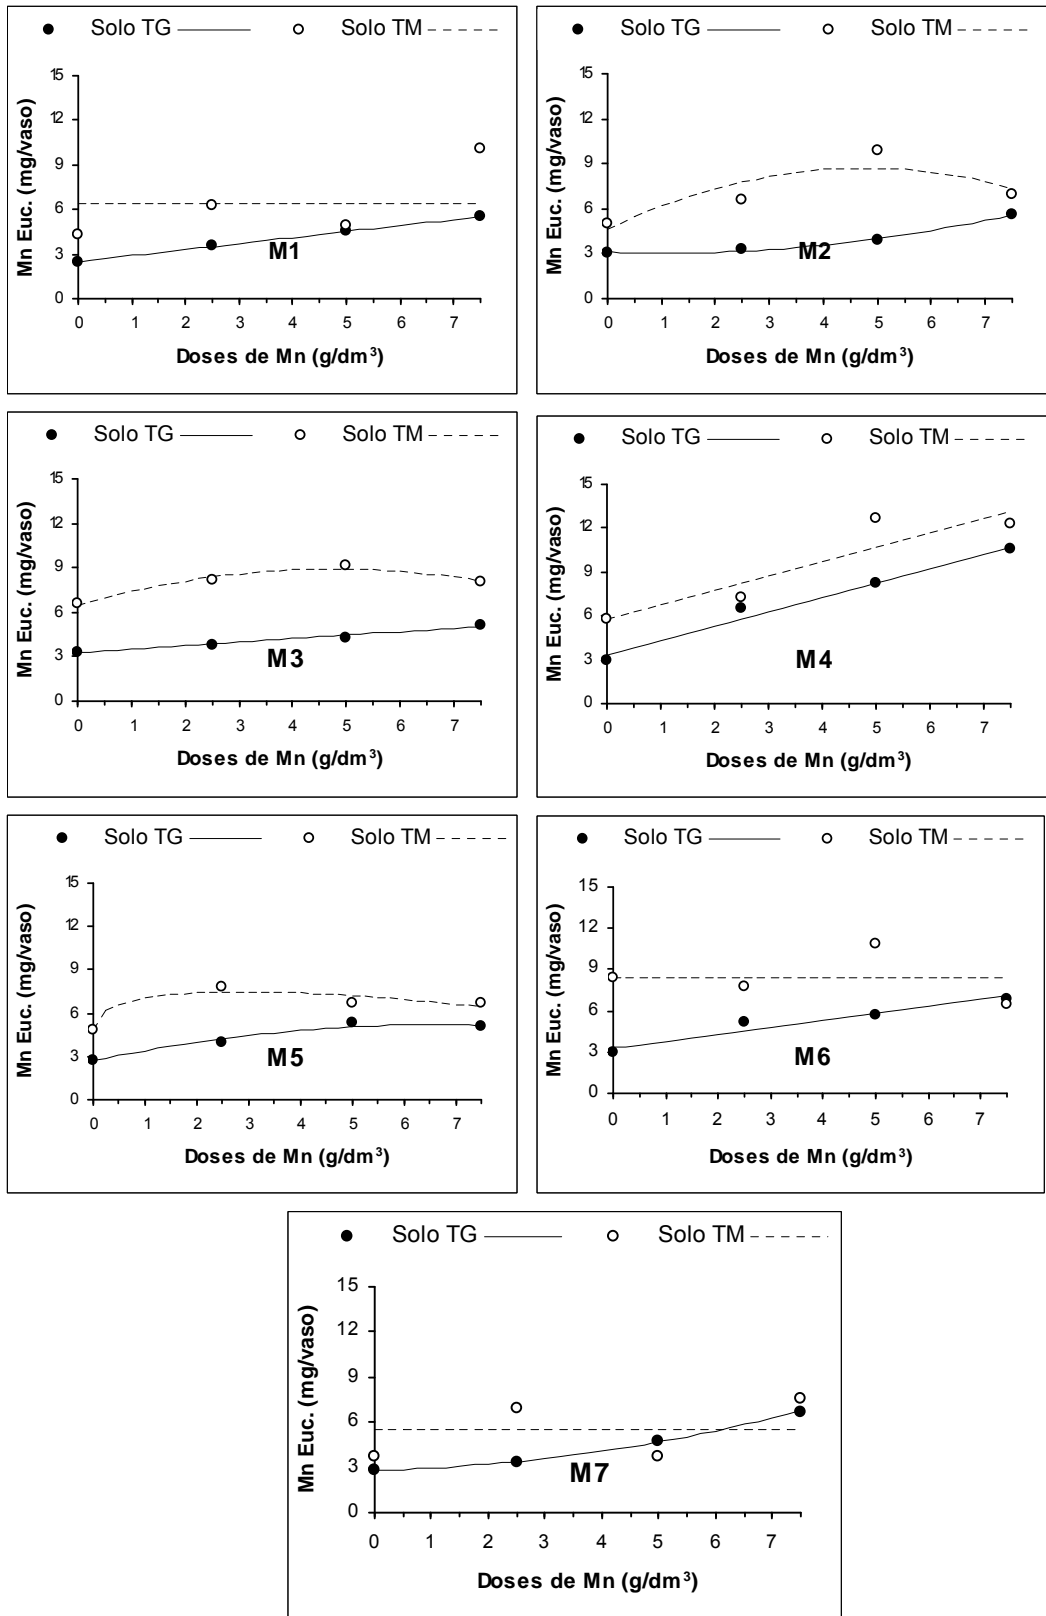 Solo TG Solo TM
15
12
9
6
3
0
Mn Euc. (mg/vaso)
M1
0 1 2 3 4 5 6 7
Doses de Mn (g/dm³)
Solo TG Solo TM
15
12
9
6
3
0
Mn Euc. (mg/vaso)
M2
0 1 2 3 4 5 6 7
Doses de Mn (g/dm³)
Solo TG Solo TM
15
12
9
6
3
0
Mn Euc. (mg/vaso)
M3
0 1 2 3 4 5 6 7
Doses de Mn (g/dm³)
Solo TG Solo TM
15
12
9
6
3
0
Mn Euc. (mg/vaso)
M4
0 1 2 3 4 5 6 7
Doses de Mn (g/dm³)
Solo TG Solo TM
15
12
9
6
3
0
Mn Euc. (mg/vaso)
M5
0 1 2 3 4 5 6 7
Doses de Mn (g/dm³)
Solo TG Solo TM
15
12
9
6
3
0
Mn Euc. (mg/vaso)
M6
0 1 2 3 4 5 6 7
Doses de Mn (g/dm³)
Solo TG Solo TM
15
12
9
6
3
0
Mn Euc. (mg/vaso)
M7
0 1 2 3 4 5 6 7
Doses de Mn (g/dm³)